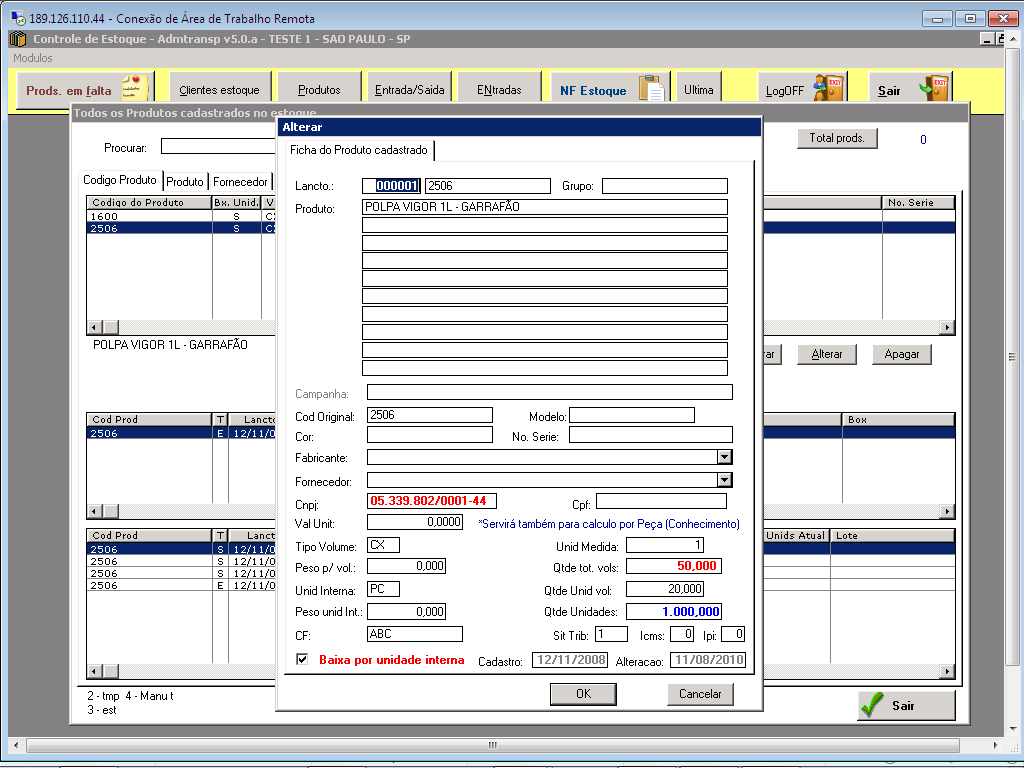 189.126.110.44 - Conexão de Área de Trabalho Remota
Controle de Estoque - Admtransp v5.0.a - TESTE 1 - SAO PAULO - SP
Modulos
Prods. em falta
Clientes estoque
Produtos
Entrada/Saida
ENtradas
NF Estoque
Ultima
LogOFF
EXIT
Sair
EXIT
Todos os Produtos cadastrados no estoque
Procurar:
Total prods.
0
Codigo Produto
Produto
Fornecedor
Codigo do Produto
Bx. Unid.
V
No. Serie
1600
S
2506
S
POLPA VIGOR 1L - GARRAFÃO
Alterar
Apagar
Cod Prod
T
Lancto
Box
2506
E
12/11/0
Cod Prod
T
Lanct
Unids Atual
Lote
2506 S 12/11/0
2506 S 12/11/0
2506 S 12/11/0
2506 E 12/11/0
2 - tmp 4 - Manu t
3 - est
Sair
Alterar
Ficha do Produto cadastrado
Lancto.: 000001 2506 Grupo:
Produto: POLPA VIGOR 1L - GARRAFÃO
Campanha:
Cod Original: 2506 Modelo:
Cor: No. Serie:
Fabricante:
Fornecedor:
Cnpj: 05.339.802/0001-44 Cpf:
Val Unit: 0,0000 *Servirá também para calculo por Peça (Conhecimento)
Tipo Volume: CX Unid Medida: 1
Peso p/ vol.: 0,000 Qtde tot. vols: 50,000
Unid Interna: PC Qtde Unid vol: 20,000
Peso unid Int.: 0,000 Qtde Unidades: 1.000,000
CF: ABC Sit Trib: 1 Icms: 0 Ipi: 0
Baixa por unidade interna Cadastro: 12/11/2008 Alteracao: 11/08/2010
OK
Cancelar